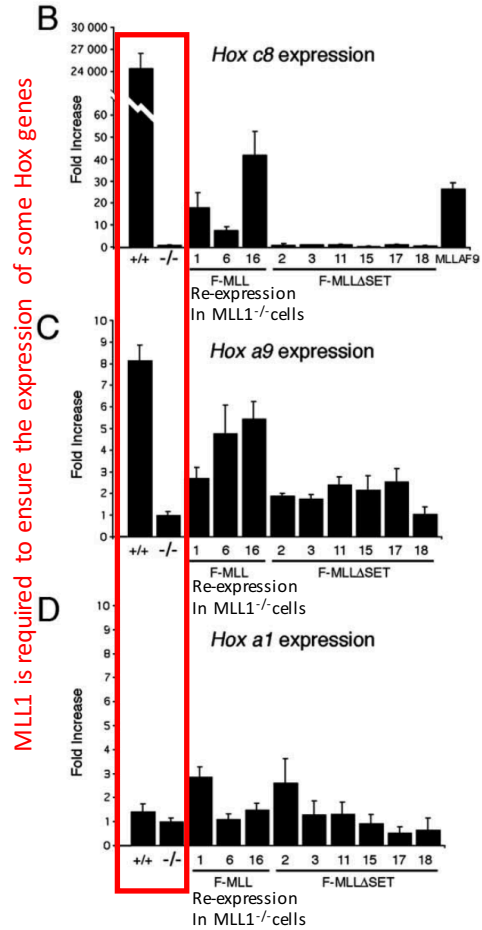 MLL1 is required to ensure the expression of some Hox genes
B
Hox c8 expression
Fold Increase
30 000
27 000
24 000
60
50
40
30
20
10
0
+/+ -/- 1 6 16 2 3 11 15 17 18 MLLAF9
F-MLL F-MLLΔSET
Re-expression
In MLL1-/-cells
C
Hox a9 expression
Fold Increase
10
9
8
7
6
5
4
3
2
1
0
+/+ -/- 1 6 16 2 3 11 15 17 18
F-MLL F-MLLΔSET
Re-expression
In MLL1-/-cells
D
Hox a1 expression
Fold Increase
10
9
8
7
6
5
4
3
2
1
0
+/+ -/- 1 6 16 2 3 11 15 17 18
F-MLL F-MLLΔSET
Re-expression
In MLL1-/-cells